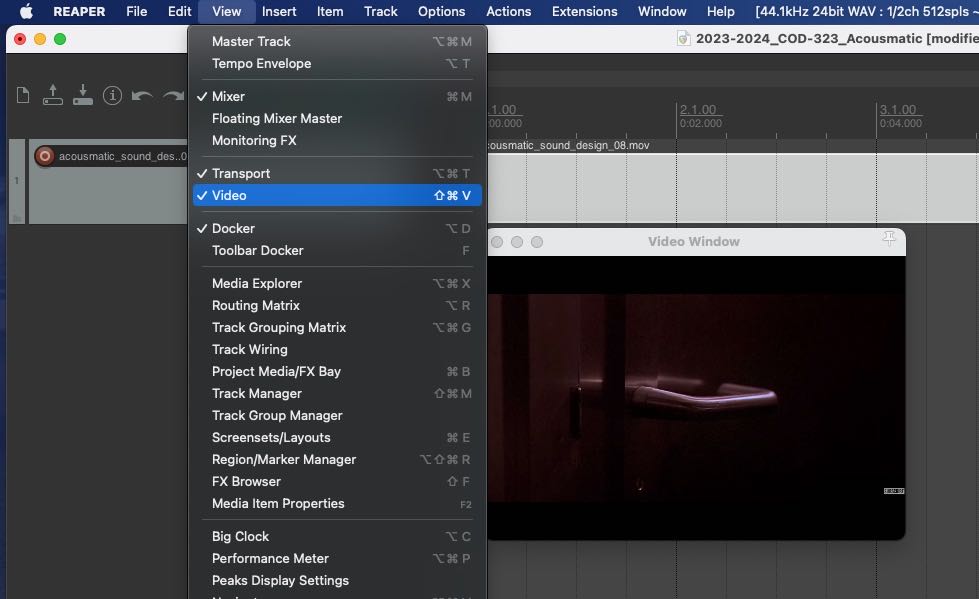 REAPER File Edit View Insert Item Track Options Actions Extensions Window Help [44.1kHz 24bit WAV : 1/2ch 512spls ~
2023-2024_COD-323_Acousmatic [modifie
Master Track ⌥⌘M
Tempo Envelope ⌥T
✓ Mixer ⌘M
Floating Mixer Master
Monitoring FX
✓ Transport ⌥⌘T
✓ Video ⇧⌘V
✓ Docker ⌥D
Toolbar Docker F
Media Explorer ⌥⌘X
Routing Matrix ⌥R
Track Grouping Matrix ⌥⌘G
Track Wiring
Project Media/FX Bay ⌘B
Track Manager ⇧⌘M
Track Group Manager
Screensets/Layouts ⌘E
Region/Marker Manager ⌥⇧⌘R
FX Browser ⇧F
Media Item Properties F2
Big Clock ⌥C
Performance Meter ⌥⌘P
Peaks Display Settings
1.00 2.1.00 3.1.00
00.000 0:02.000 0:04.000
1
acousmatic_sound_des..0
ousmatic_sound_design_08.mov
Video Window